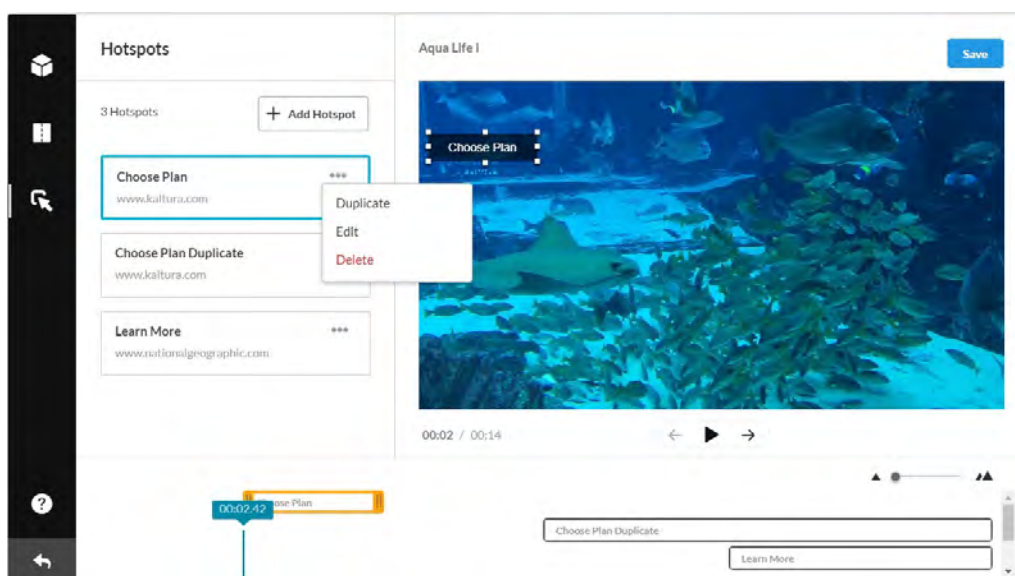 Hotspots
Aqua Life I
Save
3 Hotspots
+ Add Hotspot
Choose Plan
www.kaltura.com
Duplicate
Edit
Delete
Choose Plan Duplicate
www.kaltura.com
Learn More
www.nationalgeographic.com
Choose Plan
00:02 / 00:14
?
00:02.42
ose Plan
Choose Plan Duplicate
Learn More